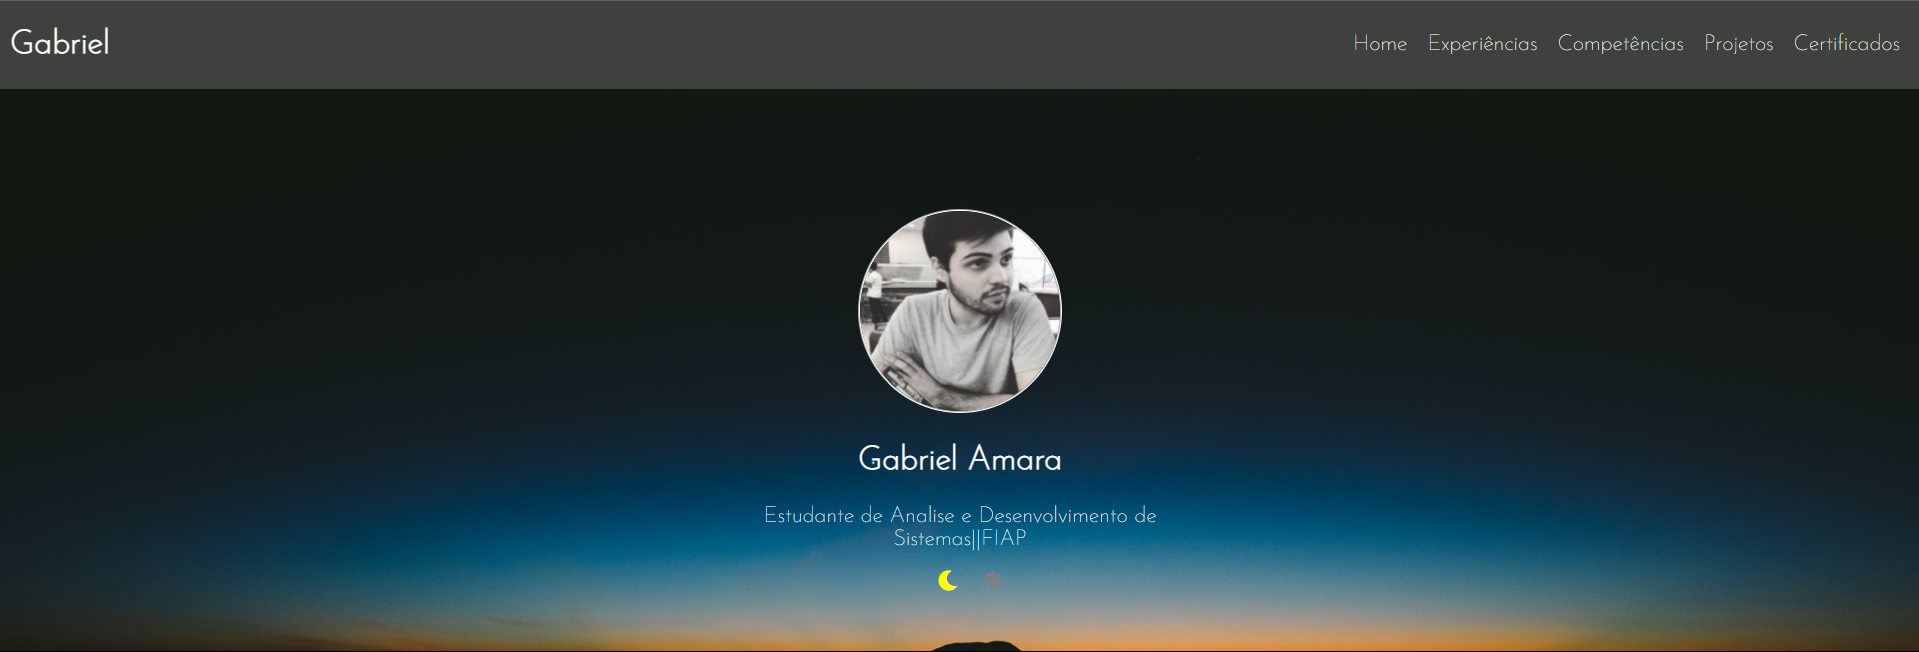 Gabriel
Home Experiências Competências Projetos Certificados
Gabriel Amara
Estudante de Analise e Desenvolvimento de
Sistemas||FIAP